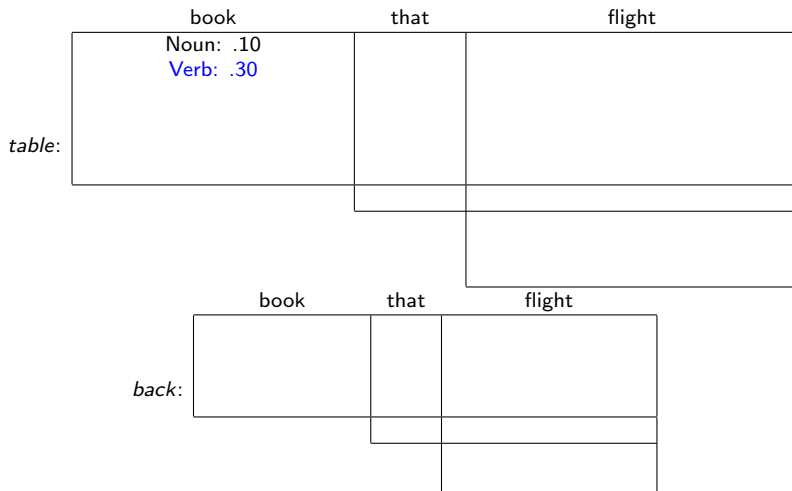 book that flight
Noun: .10
Verb: .30
table:
book that flight
back: